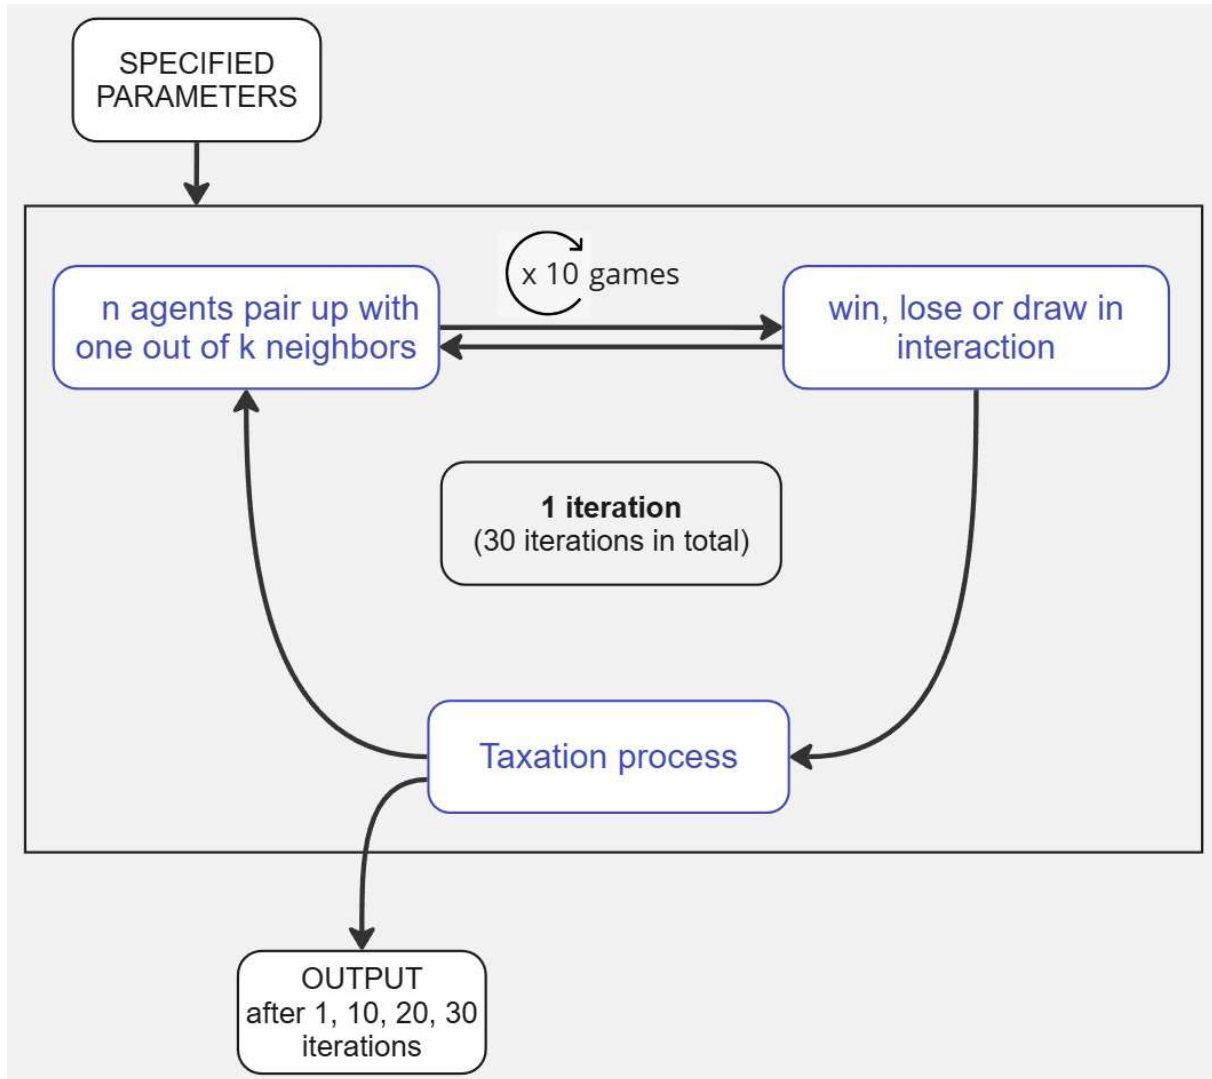 SPECIFIED
PARAMETERS
x 10 games
n agents pair up with
one out of k neighbors
win, lose or draw in
interaction
1 iteration
(30 iterations in total)
Taxation process
OUTPUT
after 1, 10, 20, 30
iterations